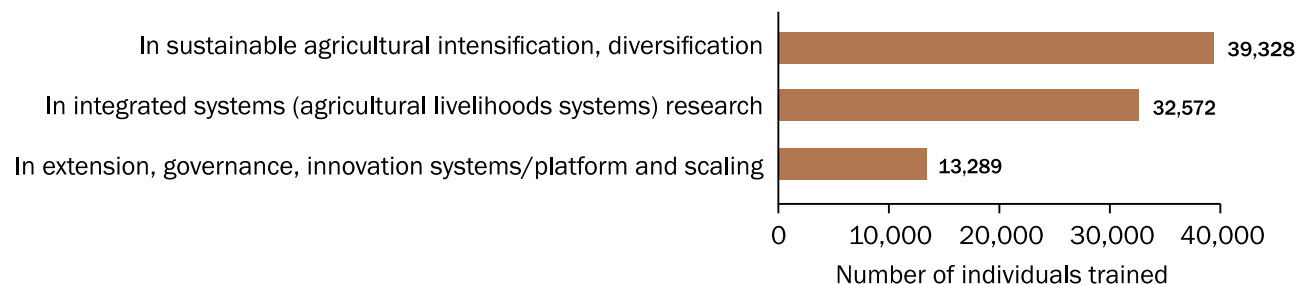 In sustainable agricultural intensification, diversification
39,328
In integrated systems (agricultural livelihoods systems) research
32,572
In extension, governance, innovation systems/platform and scaling
13,289
0 10,000 20,000 30,000 40,000
Number of individuals trained